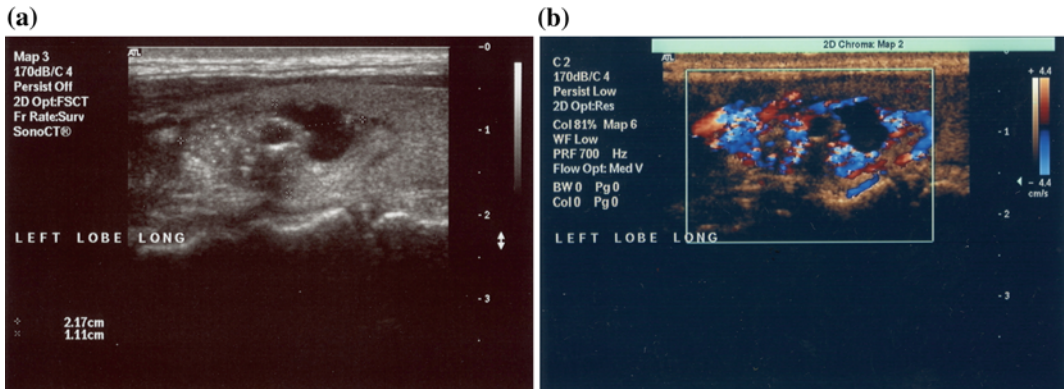 (a)
ATL
Map 3
170dB/C 4
Persist Off
2D Opt:FSCT
Fr Rate:Surv
SonoCT®
LEFT LOBE LONG
2.17cm
1.11cm
-0
-1
-2
-3
(b)
2D Chroma: Map 2
ATL
C 2
170dB/C 4
Persist Low
2D Opt:Res
Col 81% Map 6
WF Low
PRF 700 Hz
Flow Opt: Med V
BW 0 Pg 0
Col 0 Pg 0
LEFT LOBE LONG
-0
-1
-2
-3
+ 4.4
- 4.4
cm/s